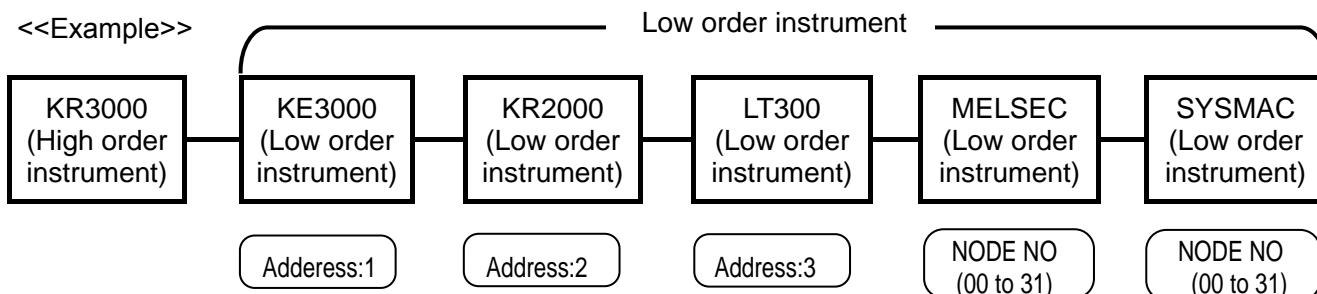 <<Example>>
Low order instrument
KR3000
(High order
instrument)
KE3000
(Low order
instrument)
KR2000
(Low order
instrument)
LT300
(Low order
instrument)
MELSEC
(Low order
instrument)
SYSMAC
(Low order
instrument)
Adderess:1
Address:2
Address:3
NODE NO
(00 to 31)
NODE NO
(00 to 31)